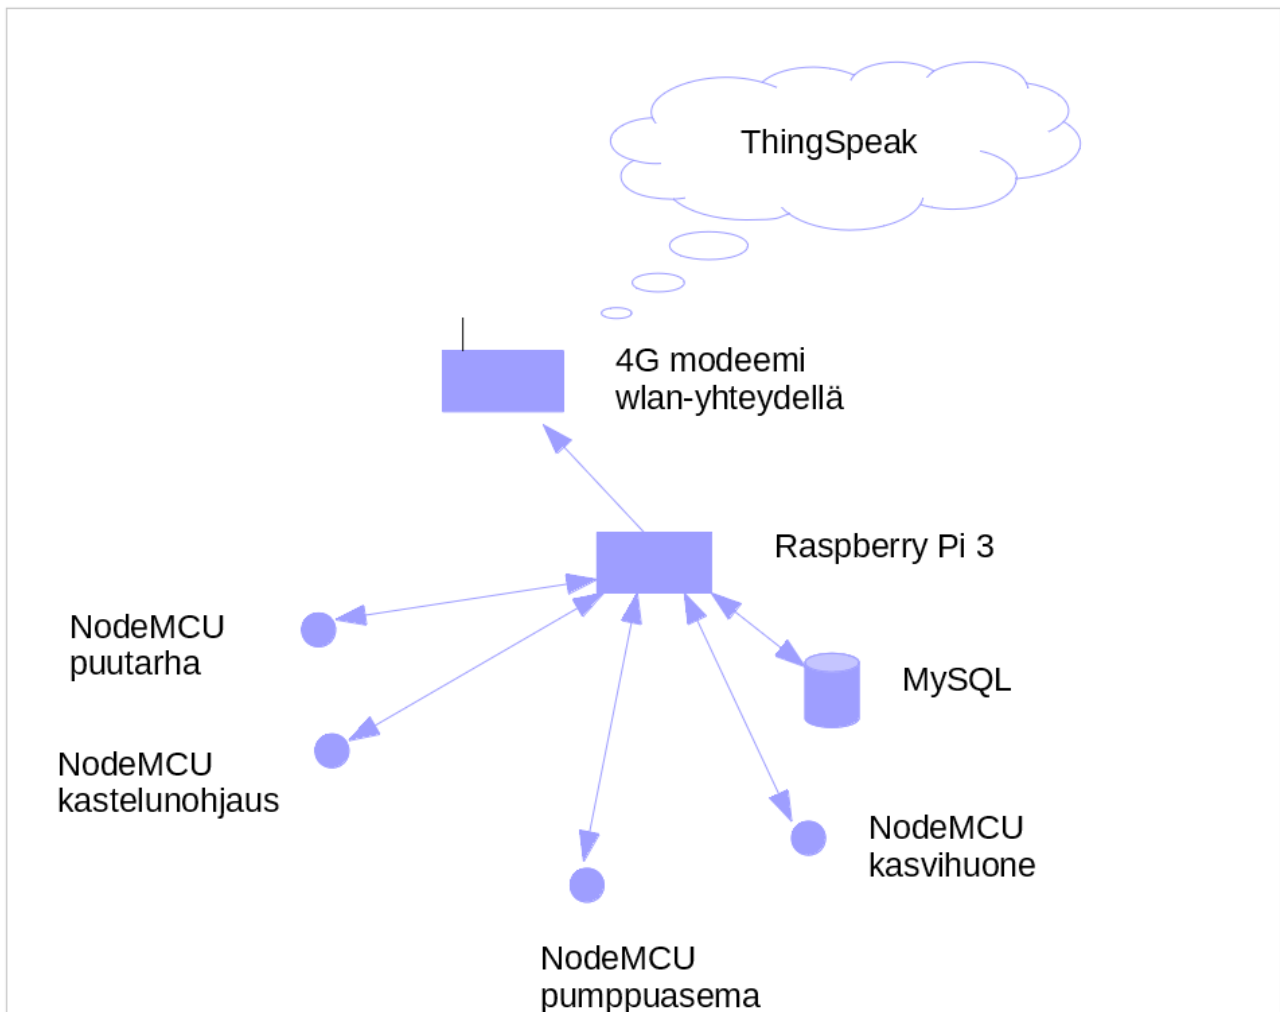 ThingSpeak
4G modeemi
wlan-yhteydellä
Raspberry Pi 3
NodeMCU
puutarha
MySQL
NodeMCU
kastelunohjaus
NodeMCU
kasvihuone
NodeMCU
pumppuasema